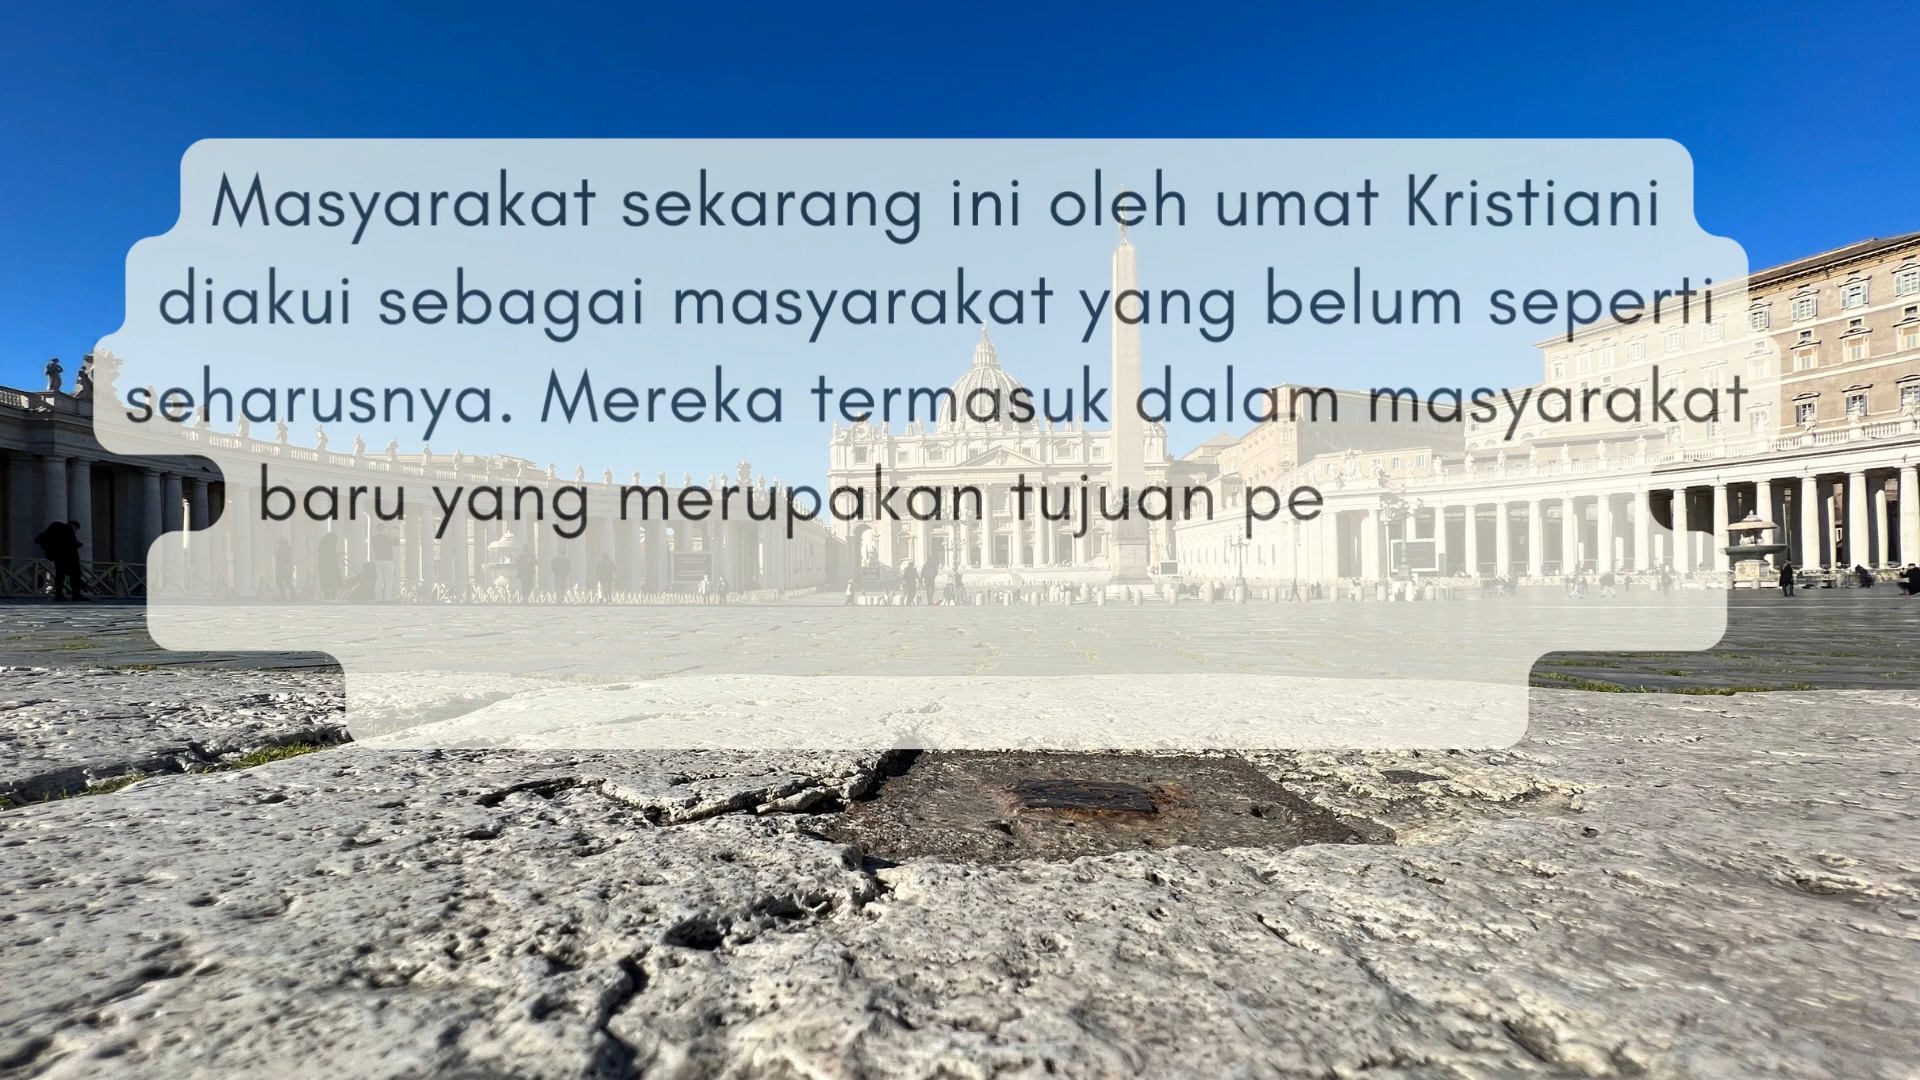 Masyarakat sekarang ini oleh umat Kristiani
diakui sebagai masyarakat yang belum seperti
seharusnya. Mereka termasuk dalam masyarakat
baru yang merupakan tujuan pe